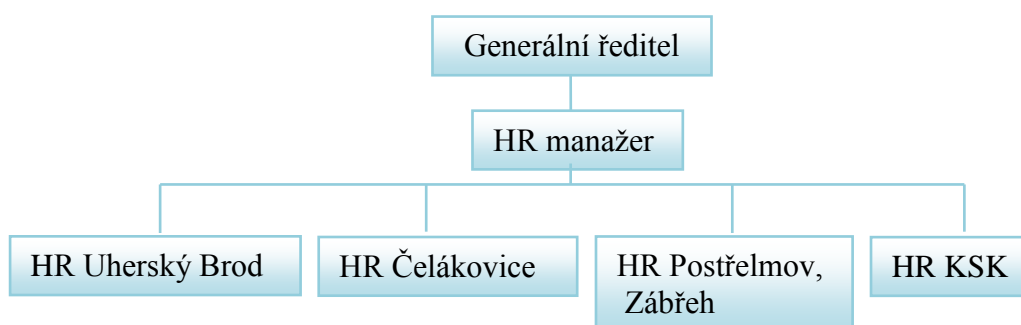 Generální ředitel
HR manažer
HR Uherský Brod
HR Čelákovice
HR Postřelmov,
Zábřeh
HR KSK